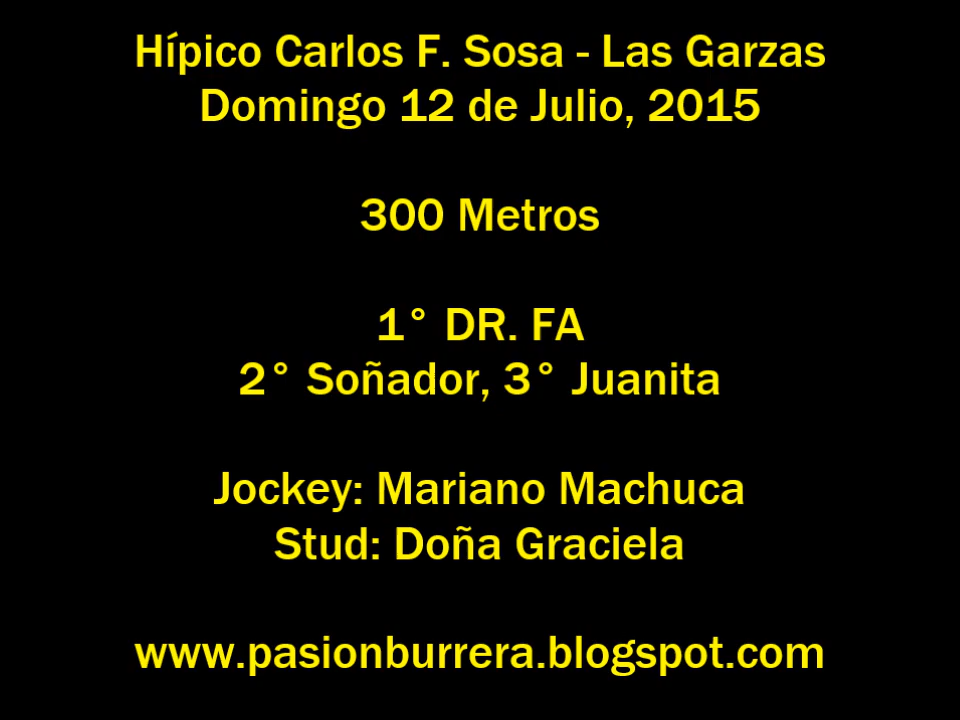 Hípico Carlos F. Sosa - Las Garzas
Domingo 12 de Julio, 2015
300 Metros
1° DR. FA
2° Soñador, 3° Juanita
Jockey: Mariano Machuca
Stud: Doña Graciela
www.pasionburrera.blogspot.com